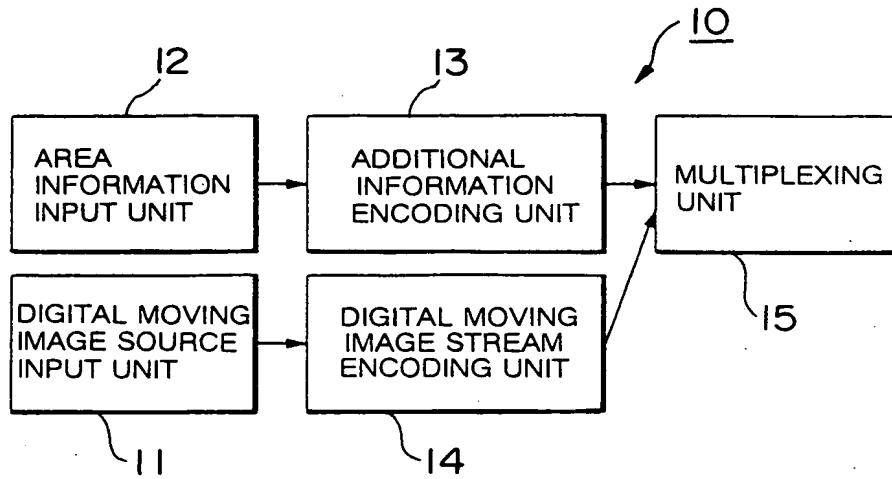 10
12
13
AREA
INFORMATION
INPUT UNIT
ADDITIONAL
INFORMATION
ENCODING UNIT
MULTIPLEXING
UNIT
DIGITAL MOVING
IMAGE SOURCE
INPUT UNIT
DIGITAL MOVING
IMAGE STREAM
ENCODING UNIT
15
11
14